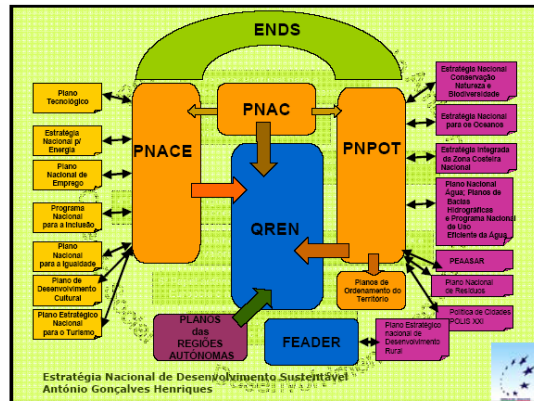 ENDS
Plano
Tecnológico
Estratégia
Nacional p/
Energia
Plano
Nacional de
Emprego
Programa
Nacional
para a Inclusão
Plano
Nacional
para a Igualdade
Plano de
Desenvolvimento
Cultural
Plano Estratégico
Nacional
para o Turismo
PNACE
PNAC
QREN
PNPOT
Planos de
Ordenamento do
Território
PLANOS
das
REGIÕES
AUTÓNOMAS
FEADER
Estratégia Nacional
Conservação
Natureza e
Biodiversidade
Estratégia Nacional
para os Oceanos
Estratégia Integrada
da Zona Costeira
Nacional
Plano Nacional
Água; Planos de
Bacias
Hidrográficas
e Programa Nacional
de Uso
Eficiente da Água
PEAASAR
Plano Nacional
de Resíduos
Política de Cidades
POLIS XXI
Plano Estratégico
nacional de
Desenvolvimento
Rural
Estratégia Nacional de Desenvolvimento Sustentável
António Gonçalves Henriques